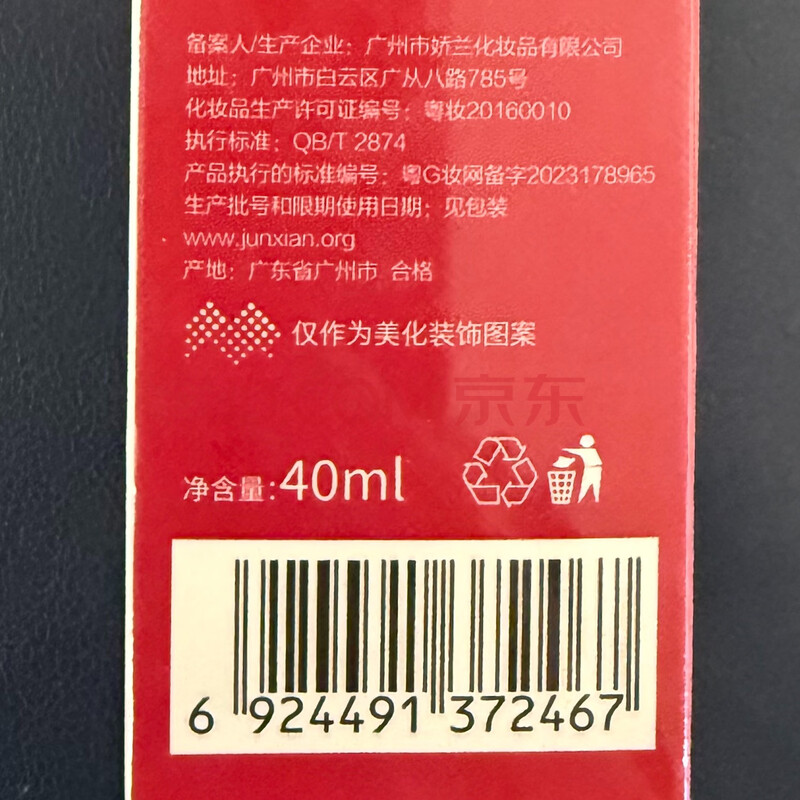 备案人/生产企业：广州市娇兰化妆品有限公司
地址：广州市白云区广从八路785号
化妆品生产许可证编号：粤妆20160010
执行标准：QB/T 2874
产品执行的标准编号：粤G妆网备字2023178965
生产批号和限期使用日期：见包装
www.junxian.org
产地：广东省广州市 合格
仅作为美化装饰图案
京东
净含量:40ml
6 924491 372467